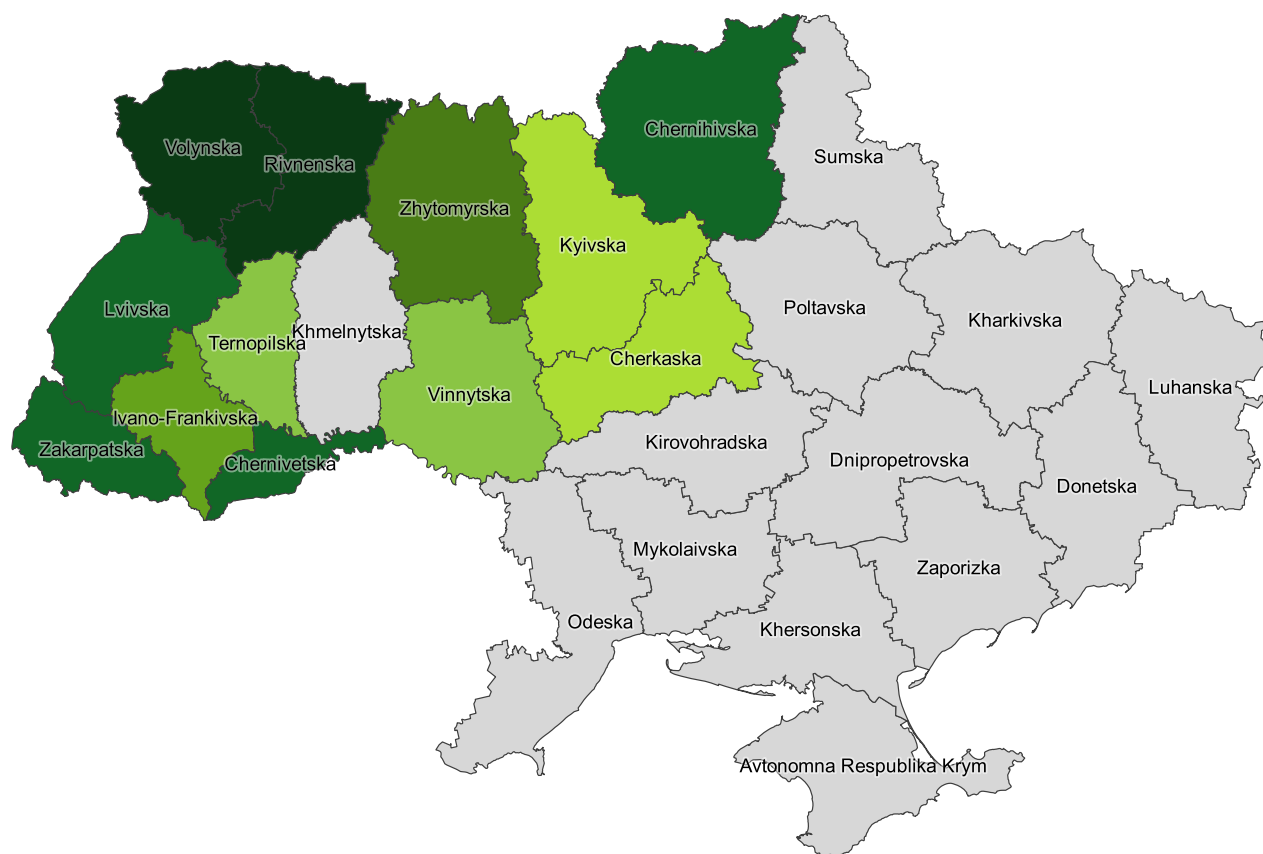 Chernihivska
Volynska
Rivnenska
Sumska
Zhytomyrska
Kyivska
Lvivska
Ternopilska
Khmelnytska
Poltavska
Kharkivska
Cherkaska
Luhanska
Vinnytska
Ivano-Frankivska
Zakarpatska
Chernivetska
Kirovohradska
Dnipropetrovska
Donetska
Mykolaivska
Zaporizka
Odeska
Khersonska
Avtonomna Respublika Krym